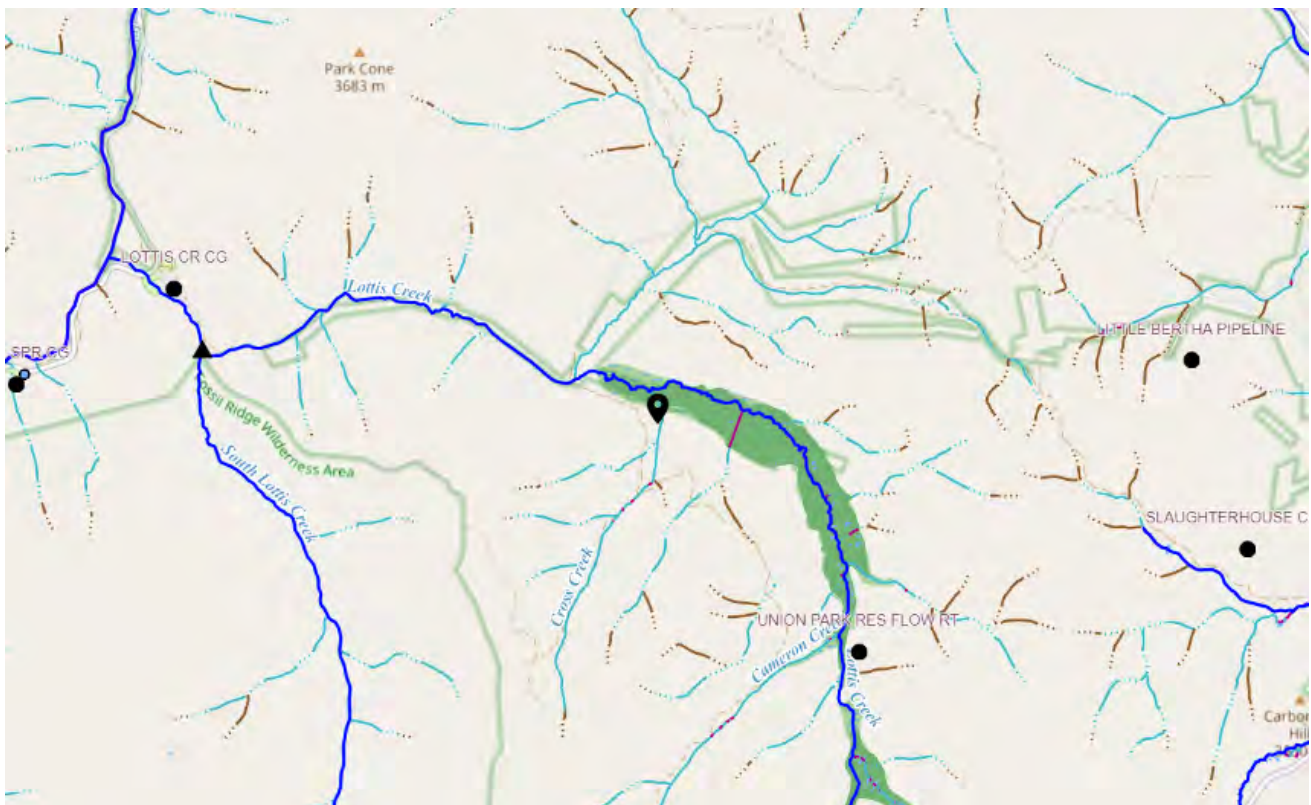 Park Cone
3683 m
LOTTIS CR CG
Lottis Creek
LITTLE BERTHA PIPELINE
SPR CG
Fossil Ridge Wilderness Area
South Lottis Creek
SLAUGHTERHOUSE C
Cross Creek
UNION PARK RES FLOW RT
Cameron Creek
Lottis Creek
Carbon
Hill